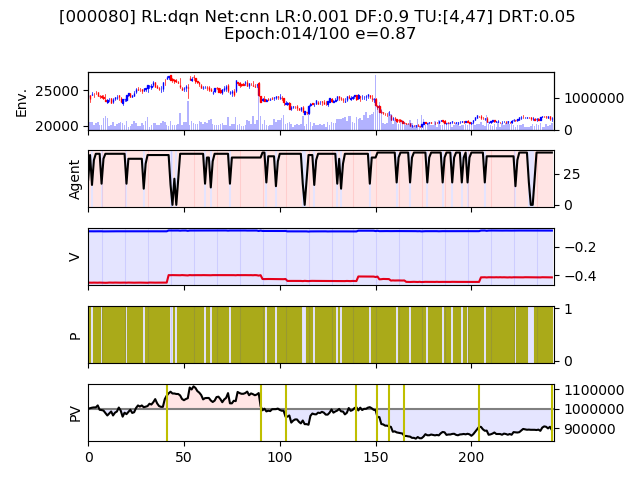 [000080] RL:dqn Net:cnn LR:0.001 DF:0.9 TU:[4,47] DRT:0.05
Epoch:014/100 e=0.87
Env.
25000
20000
1000000
0
Agent
25
0
V
−0.2
−0.4
P
1
0
PV
1100000
1000000
900000
0 50 100 150 200